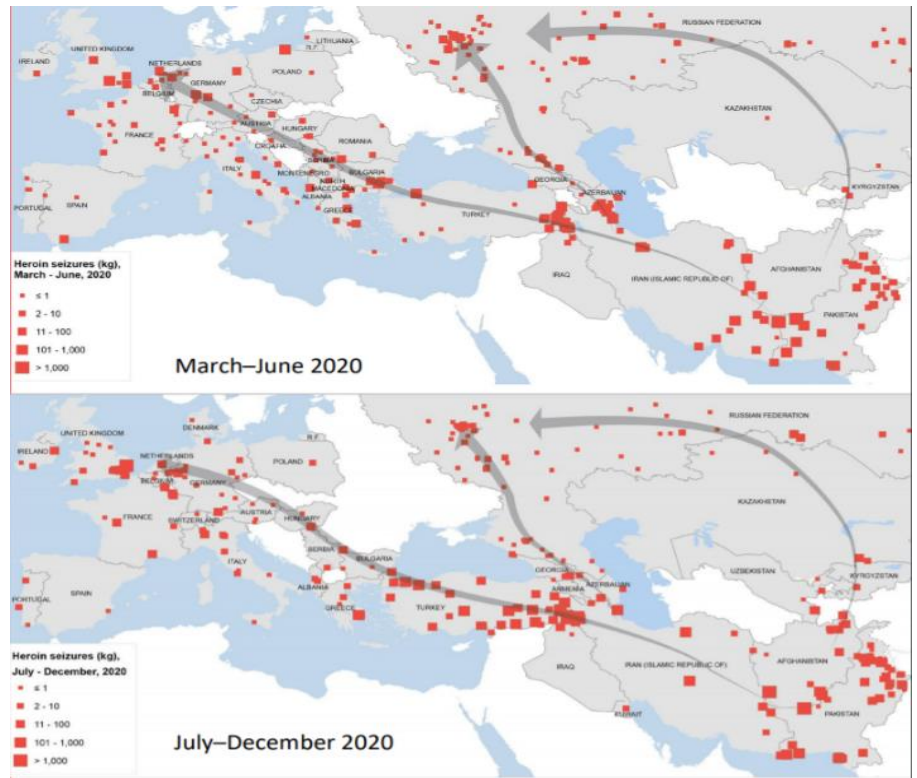 LITHUANIA
R.F.
RUSSIAN FEDERATION
UNITED KINGDOM
IRELAND
NETHERLANDS
POLAND
GERMANY
BELGIUM
CZECHIA
KAZAKHSTAN
AUSTRIA
HUNGARY
FRANCE
CROATIA
ROMANIA
SERBIA
ITALY
MONTENEGRO
BULGARIA
NORTH
MACEDONIA
ALBANIA
GEORGIA
AZERBAIJAN
KYRGYZSTAN
PORTUGAL
SPAIN
GREECE
TURKEY
IRAQ
IRAN (ISLAMIC REPUBLIC OF)
AFGHANISTAN
PAKISTAN
Heroin seizures (kg),
March - June, 2020
≤ 1
2 - 10
11 - 100
101 - 1,000
> 1,000
March–June 2020
DENMARK
RUSSIAN FEDERATION
UNITED KINGDOM
R.F.
IRELAND
NETHERLANDS
POLAND
BELGIUM
GERMANY
KAZAKHSTAN
FRANCE
SWITZERLAND
AUSTRIA
HUNGARY
SERBIA
BULGARIA
ITALY
ALBANIA
GEORGIA
UZBEKISTAN
KYRGYZSTAN
ARMENIA
AZERBAIJAN
PORTUGAL
SPAIN
GREECE
TURKEY
IRAQ
IRAN (ISLAMIC REPUBLIC OF)
AFGHANISTAN
KUWAIT
PAKISTAN
Heroin seizures (kg),
July - December, 2020
≤ 1
2 - 10
11 - 100
101 - 1,000
> 1,000
July–December 2020